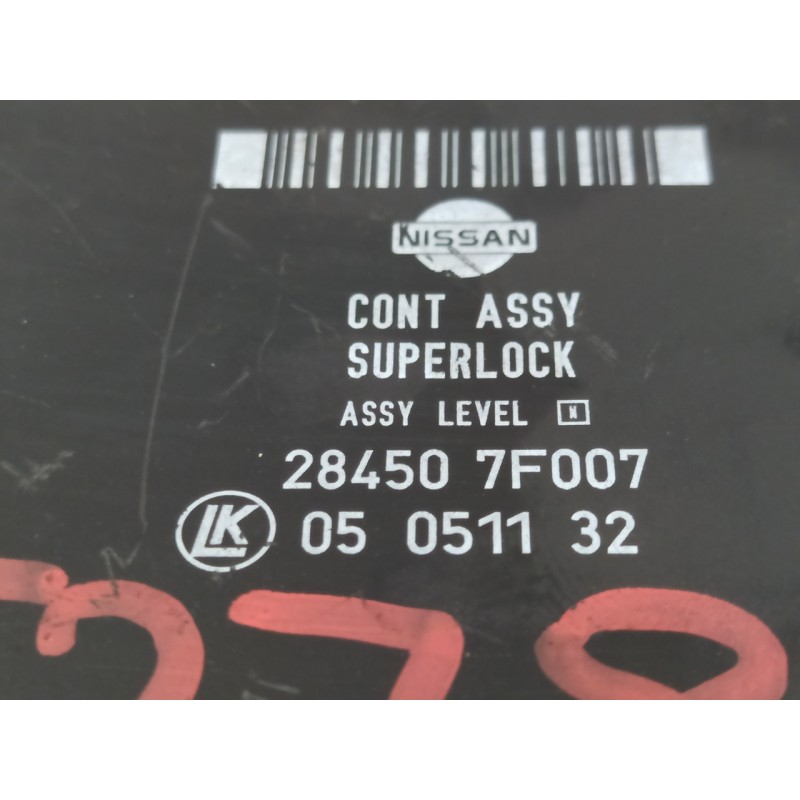 NISSAN
CONT ASSY
SUPERLOCK
ASSY LEVEL N
28450 7F007
LK 05 0511 32